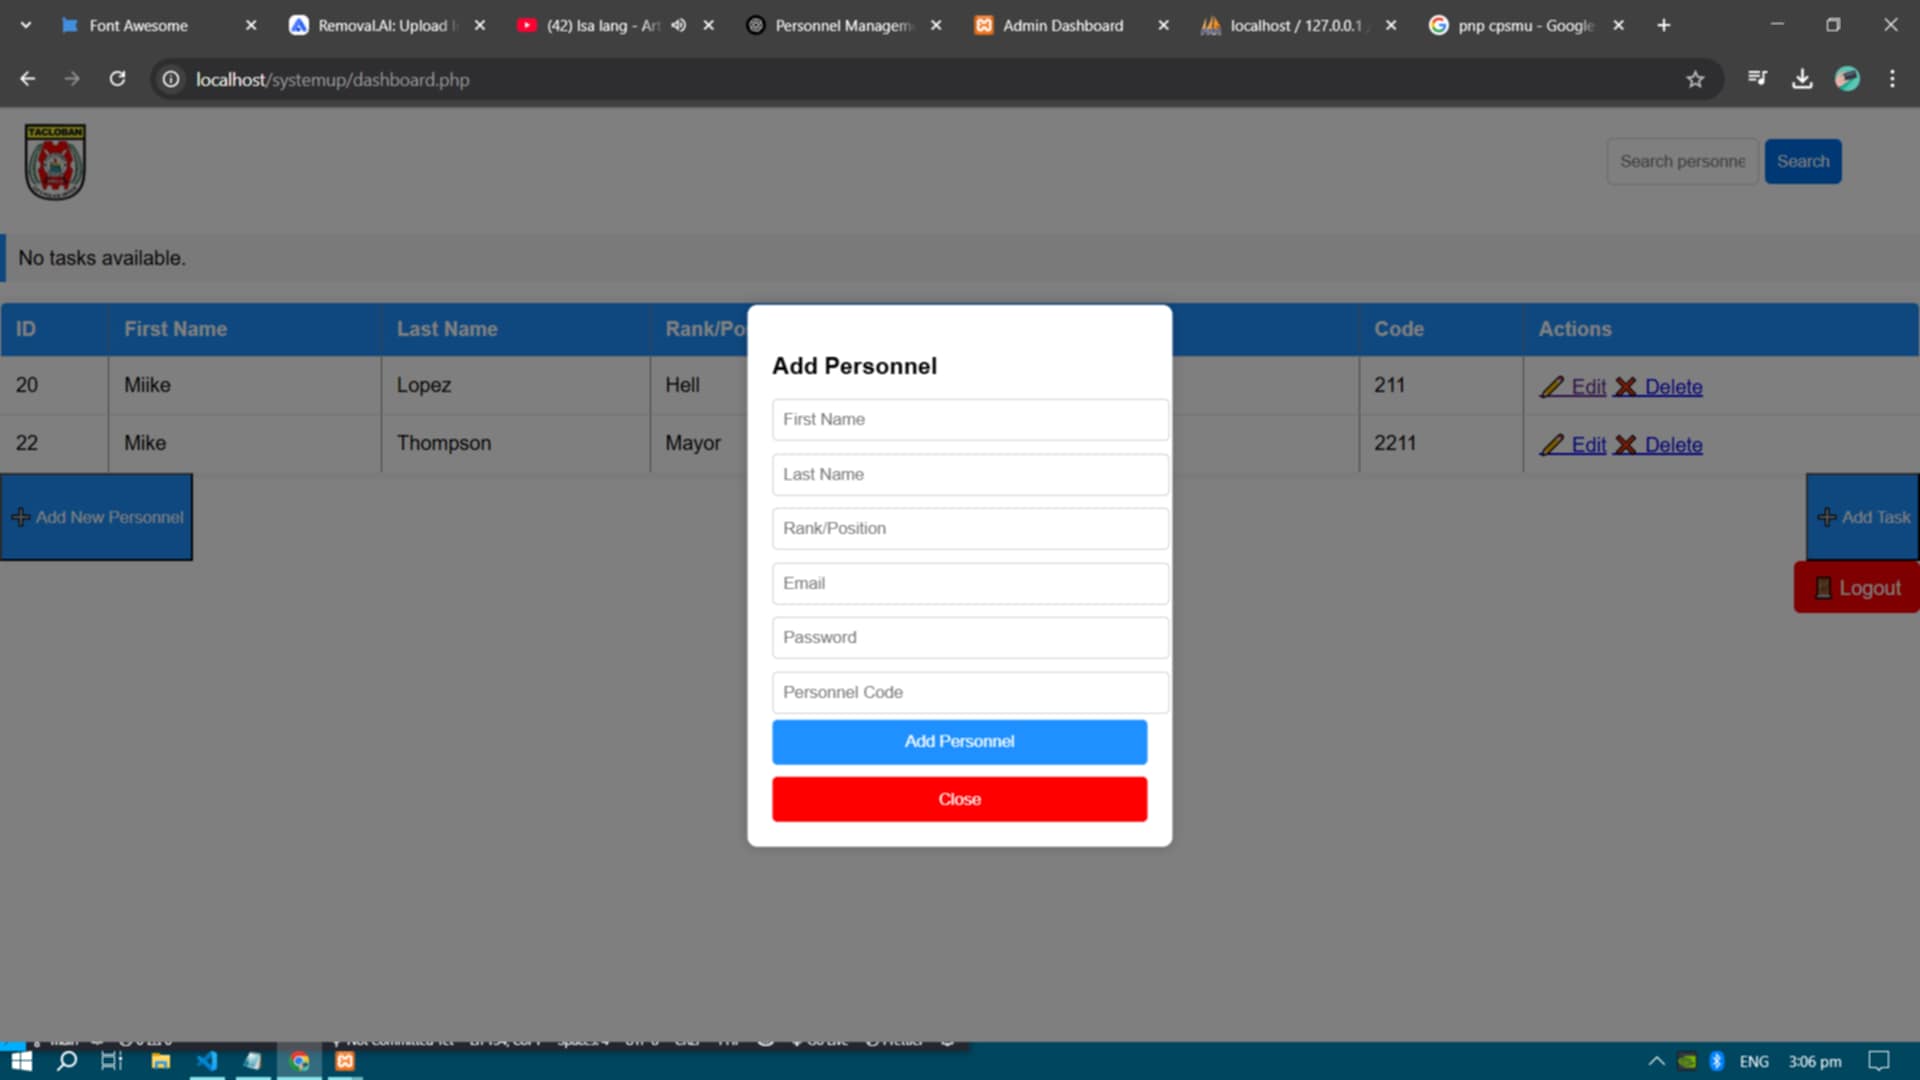 Font Awesome
Removal.AI: Upload I
(42) Isa lang - Art
Personnel Managem
Admin Dashboard
localhost / 127.0.0.1
pnp cpsmu - Google
localhost/systemup/dashboard.php
TACLOBAN
Search personne
Search
No tasks available.
ID First Name Last Name Rank/Po Code Actions
20 Miike Lopez Hell 211 Edit Delete
22 Mike Thompson Mayor 2211 Edit Delete
Add New Personnel
Add Task
Logout
Add Personnel
First Name
Last Name
Rank/Position
Email
Password
Personnel Code
Add Personnel
Close
ENG 3:06 pm